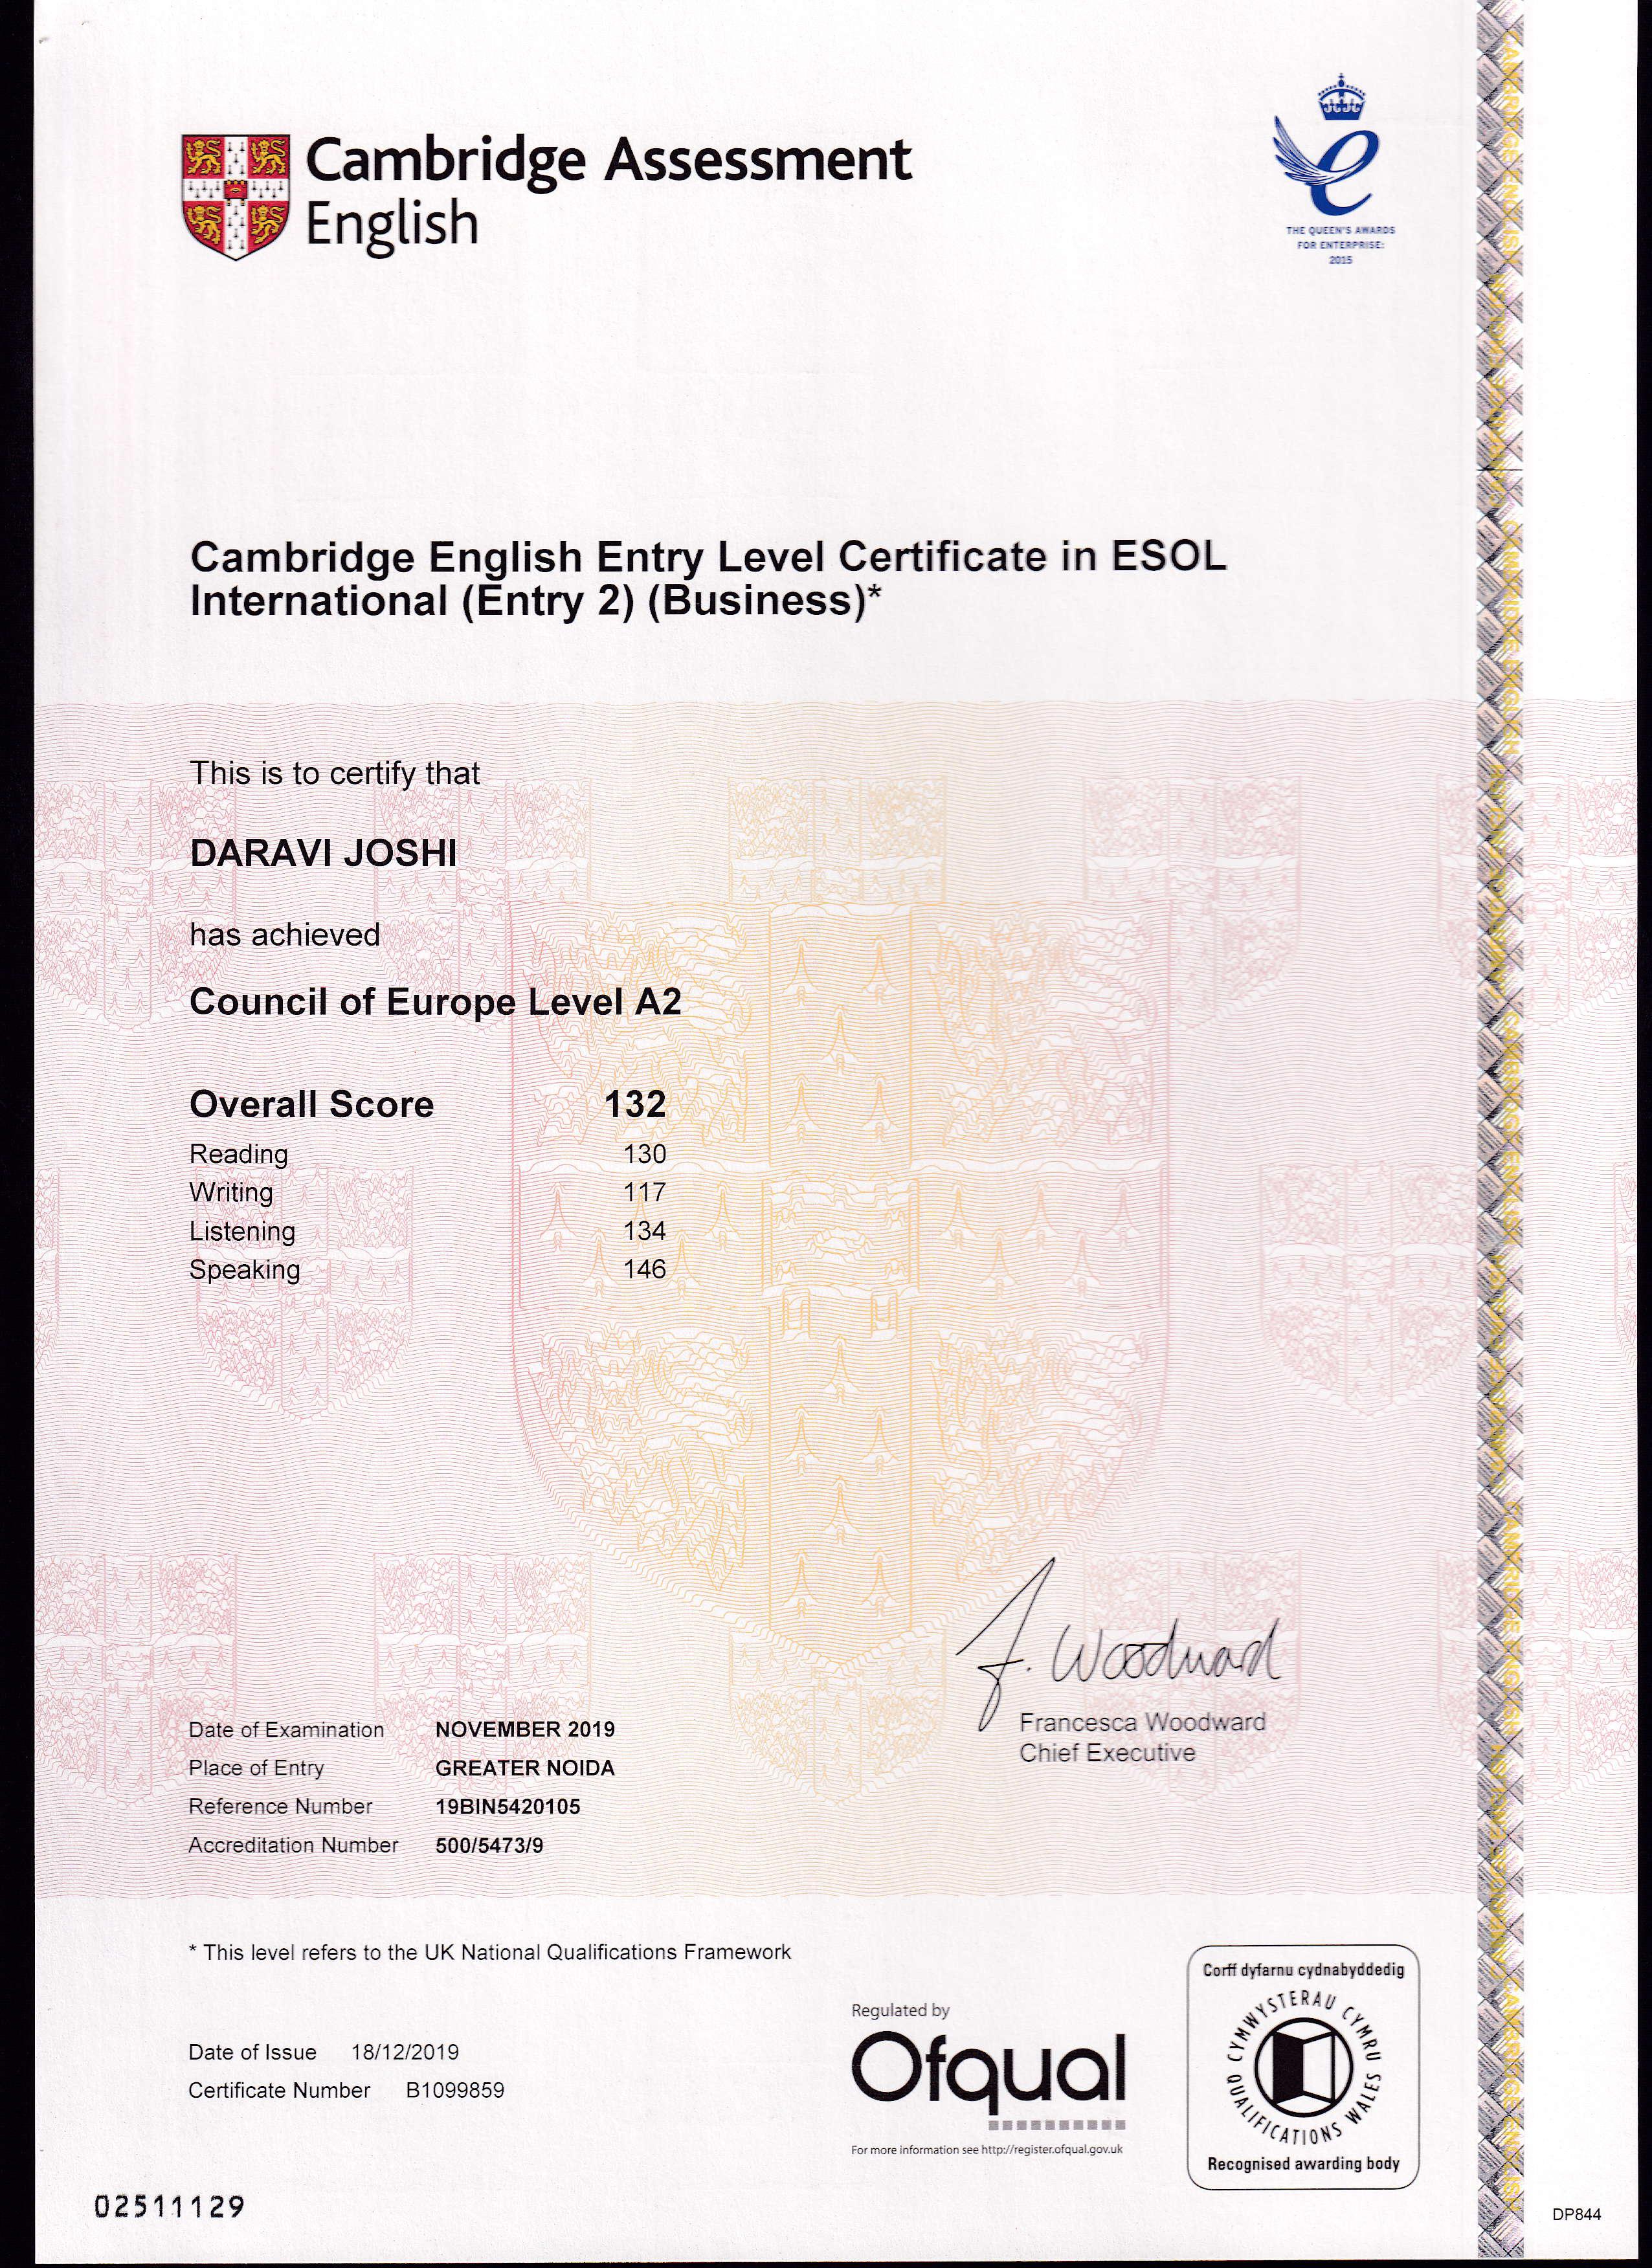 Cambridge Assessment
English
THE QUEEN'S AWARDS
FOR ENTERPRISE:
2015
Cambridge English Entry Level Certificate in ESOL
International (Entry 2) (Business)*
This is to certify that
DARAVI JOSHI
has achieved
Council of Europe Level A2
Overall Score 132
Reading 130
Writing 117
Listening 134
Speaking 146
F. Woodward
Francesca Woodward
Chief Executive
Date of Examination NOVEMBER 2019
Place of Entry GREATER NOIDA
Reference Number 19BIN5420105
Accreditation Number 500/5473/9
* This level refers to the UK National Qualifications Framework
Date of Issue 18/12/2019
Certificate Number B1099859
Regulated by
Ofqual
For more information see http://register.ofqual.gov.uk
Corff dyfarnu cydnabyddedig
CYMWYSTERAU CYMRU
QUALIFICATIONS WALES
Recognised awarding body
02511129
DP844